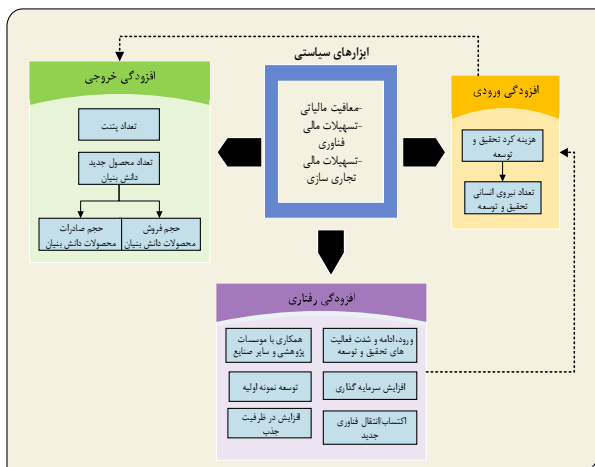 ابزارهای سیاستی
-معافیت مالیاتی
-تسهیلات مالی
فناوری
-تسهیلات مالی
تجاری سازی
افزودگی ورودی
هزینه کرد تحقیق و
توسعه
تعداد نیروی انسانی
تحقیق و توسعه
افزودگی خروجی
تعداد پتنت
تعداد محصول جدید
دانش بنیان
حجم فروش
محصولات دانش بنیان
حجم صادرات
محصولات دانش بنیان
افزودگی رفتاری
ورود،ادامه و شدت فعالیت
های تحقیق و توسعه
همکاری با موسسات
پژوهشی و سایر صنایع
افزایش سرمایه گذاری
توسعه نمونه اولیه
اکتساب/انتقال فناوری
جدید
افزایش در ظرفیت
جذب